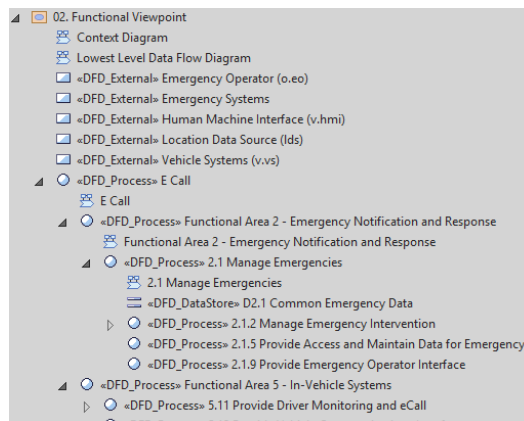 02. Functional Viewpoint
Context Diagram
Lowest Level Data Flow Diagram
«DFD_External» Emergency Operator (o.eo)
«DFD_External» Emergency Systems
«DFD_External» Human Machine Interface (v.hmi)
«DFD_External» Location Data Source (lds)
«DFD_External» Vehicle Systems (v.vs)
«DFD_Process» E Call
E Call
«DFD_Process» Functional Area 2 - Emergency Notification and Response
Functional Area 2 - Emergency Notification and Response
«DFD_Process» 2.1 Manage Emergencies
2.1 Manage Emergencies
«DFD_DataStore» D2.1 Common Emergency Data
«DFD_Process» 2.1.2 Manage Emergency Intervention
«DFD_Process» 2.1.5 Provide Access and Maintain Data for Emergency
«DFD_Process» 2.1.9 Provide Emergency Operator Interface
«DFD_Process» Functional Area 5 - In-Vehicle Systems
«DFD_Process» 5.11 Provide Driver Monitoring and eCall